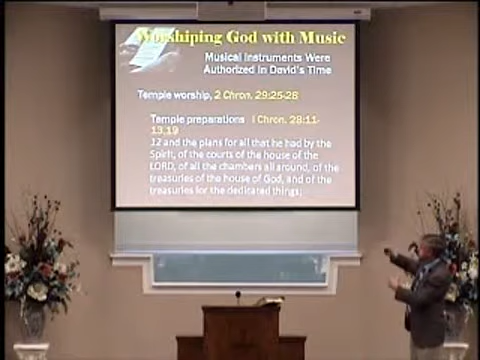 Worshiping God with Music
Musical Instruments Were
Authorized In David's Time
Temple worship, 2 Chron. 29:25-28
Temple preparations I Chron. 28:11-
13,19
12 and the plans for all that he had by the
Spirit, of the courts of the house of the
LORD, of all the chambers all around, of the
treasuries of the house of God, and of the
treasuries for the dedicated things;